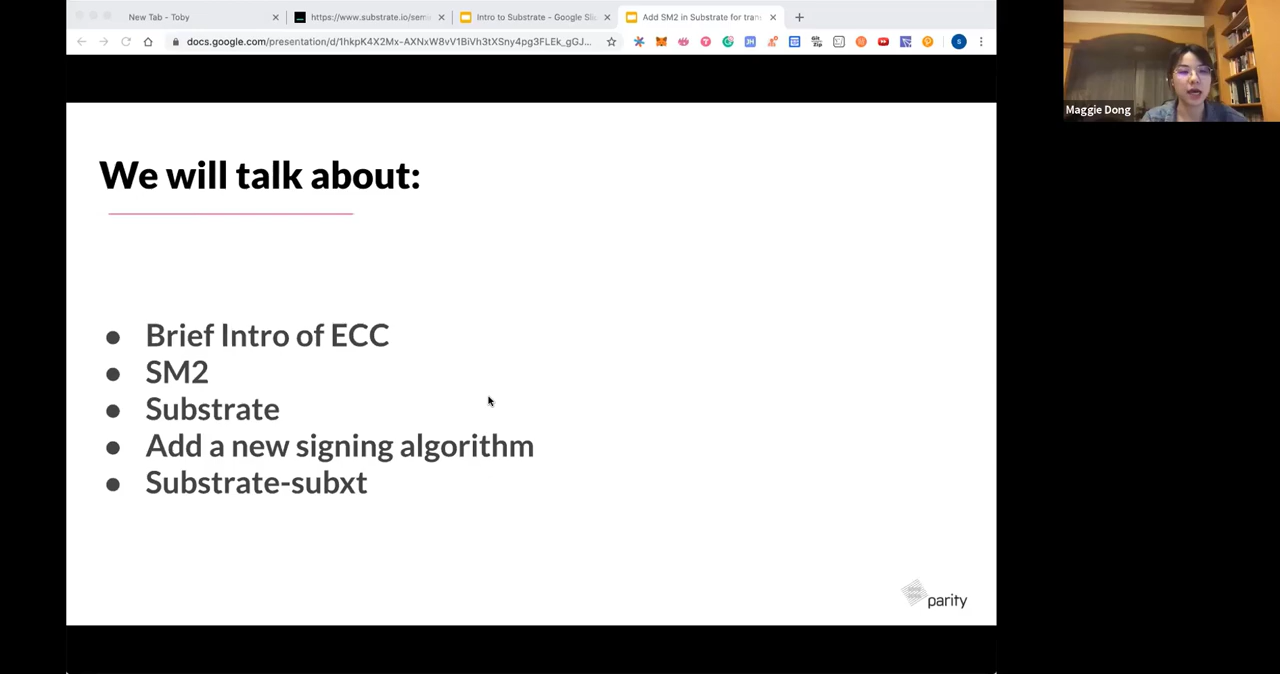 New Tab - Toby
https://www.substrate.io/sem
Intro to Substrate - Google Sli
Add SM2 in Substrate for tran
docs.google.com/presentation/d/1hkpK4X2Mx-AXNxW8vV1BiVh3tXSny4pg3FLEk_gGJ...
Maggie Dong
We will talk about:
● Brief Intro of ECC
● SM2
● Substrate
● Add a new signing algorithm
● Substrate-subxt
parity